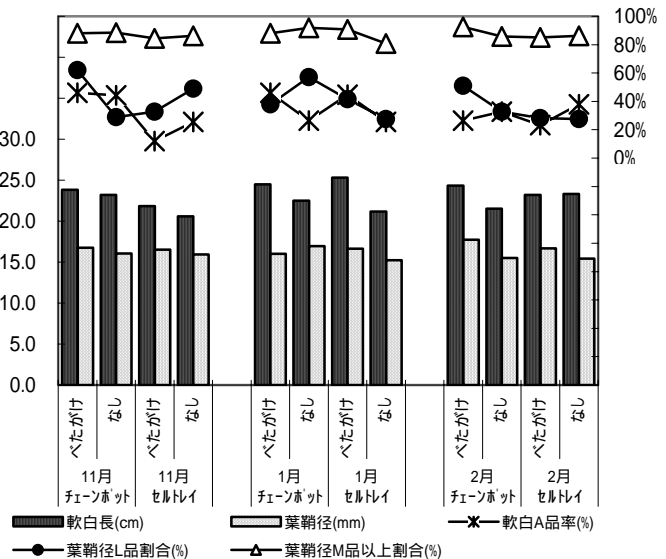 100%
80%
60%
40%
20%
0%
30.0
25.0
20.0
15.0
10.0
5.0
0.0
べたがけ なし べたがけ なし べたがけ なし べたがけ なし べたがけ なし べたがけ なし
11月 11月 1月 1月 2月 2月
チェーンポット セルトレイ チェーンポット セルトレイ チェーンポット セルトレイ
軟白長(cm) 葉鞘径(mm) 軟白A品率(%)
葉鞘径L品割合(%) 葉鞘径M品以上割合(%)